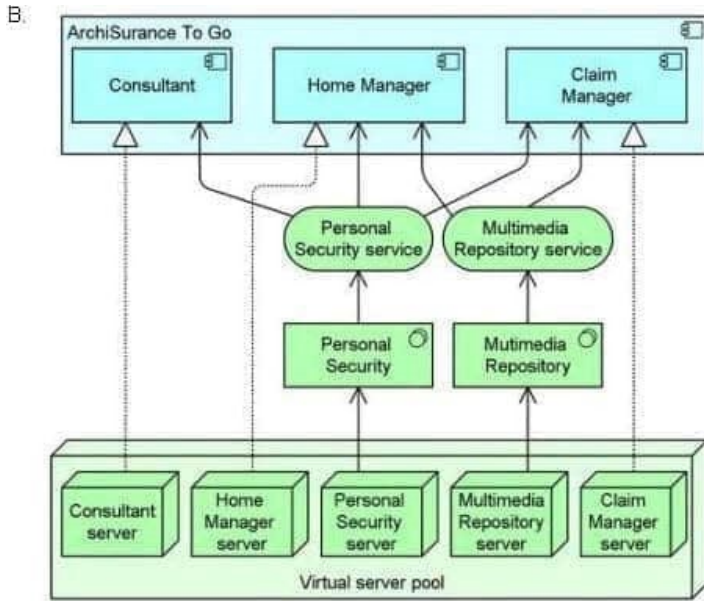 B.
ArchiSurance To Go
Consultant
Home Manager
Claim
Manager
Personal
Security service
Multimedia
Repository service
Personal
Security
Mutimedia
Repository
Consultant
server
Home
Manager
server
Personal
Security
server
Multimedia
Repository
server
Claim
Manager
server
Virtual server pool